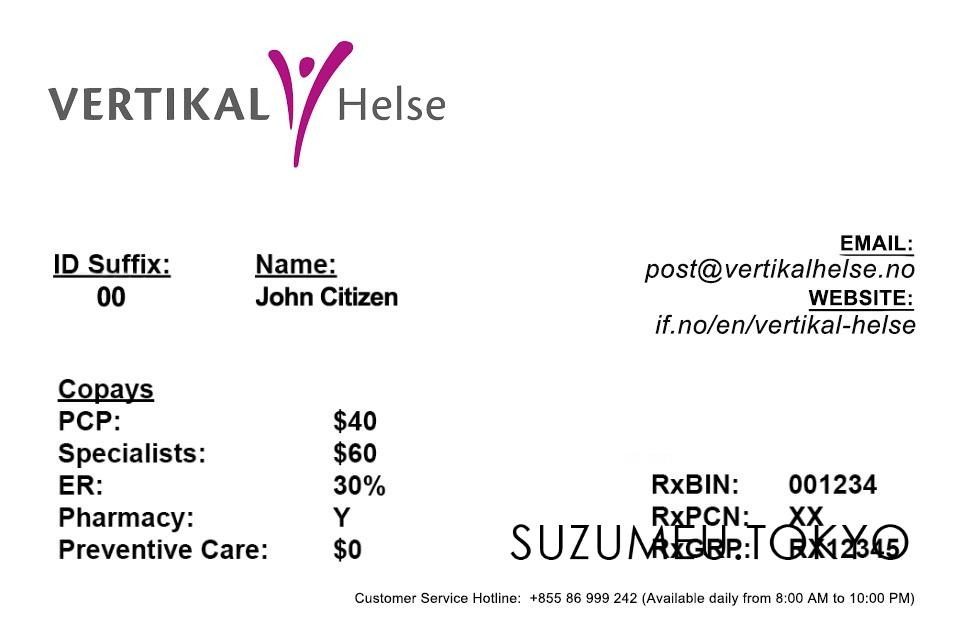 VERTIKAL Helse
ID Suffix: Name:
00 John Citizen
EMAIL:
post@vertikalhelse.no
WEBSITE:
if.no/en/vertikal-helse
Copays
PCP: $40
Specialists: $60
ER: 30%
Pharmacy: Y
Preventive Care: $0
RxBIN: 001234
RxPCN: XX
RxGRP: RX12345
SUZUMEU.TOKYO
Customer Service Hotline: +855 86 999 242 (Available daily from 8:00 AM to 10:00 PM)